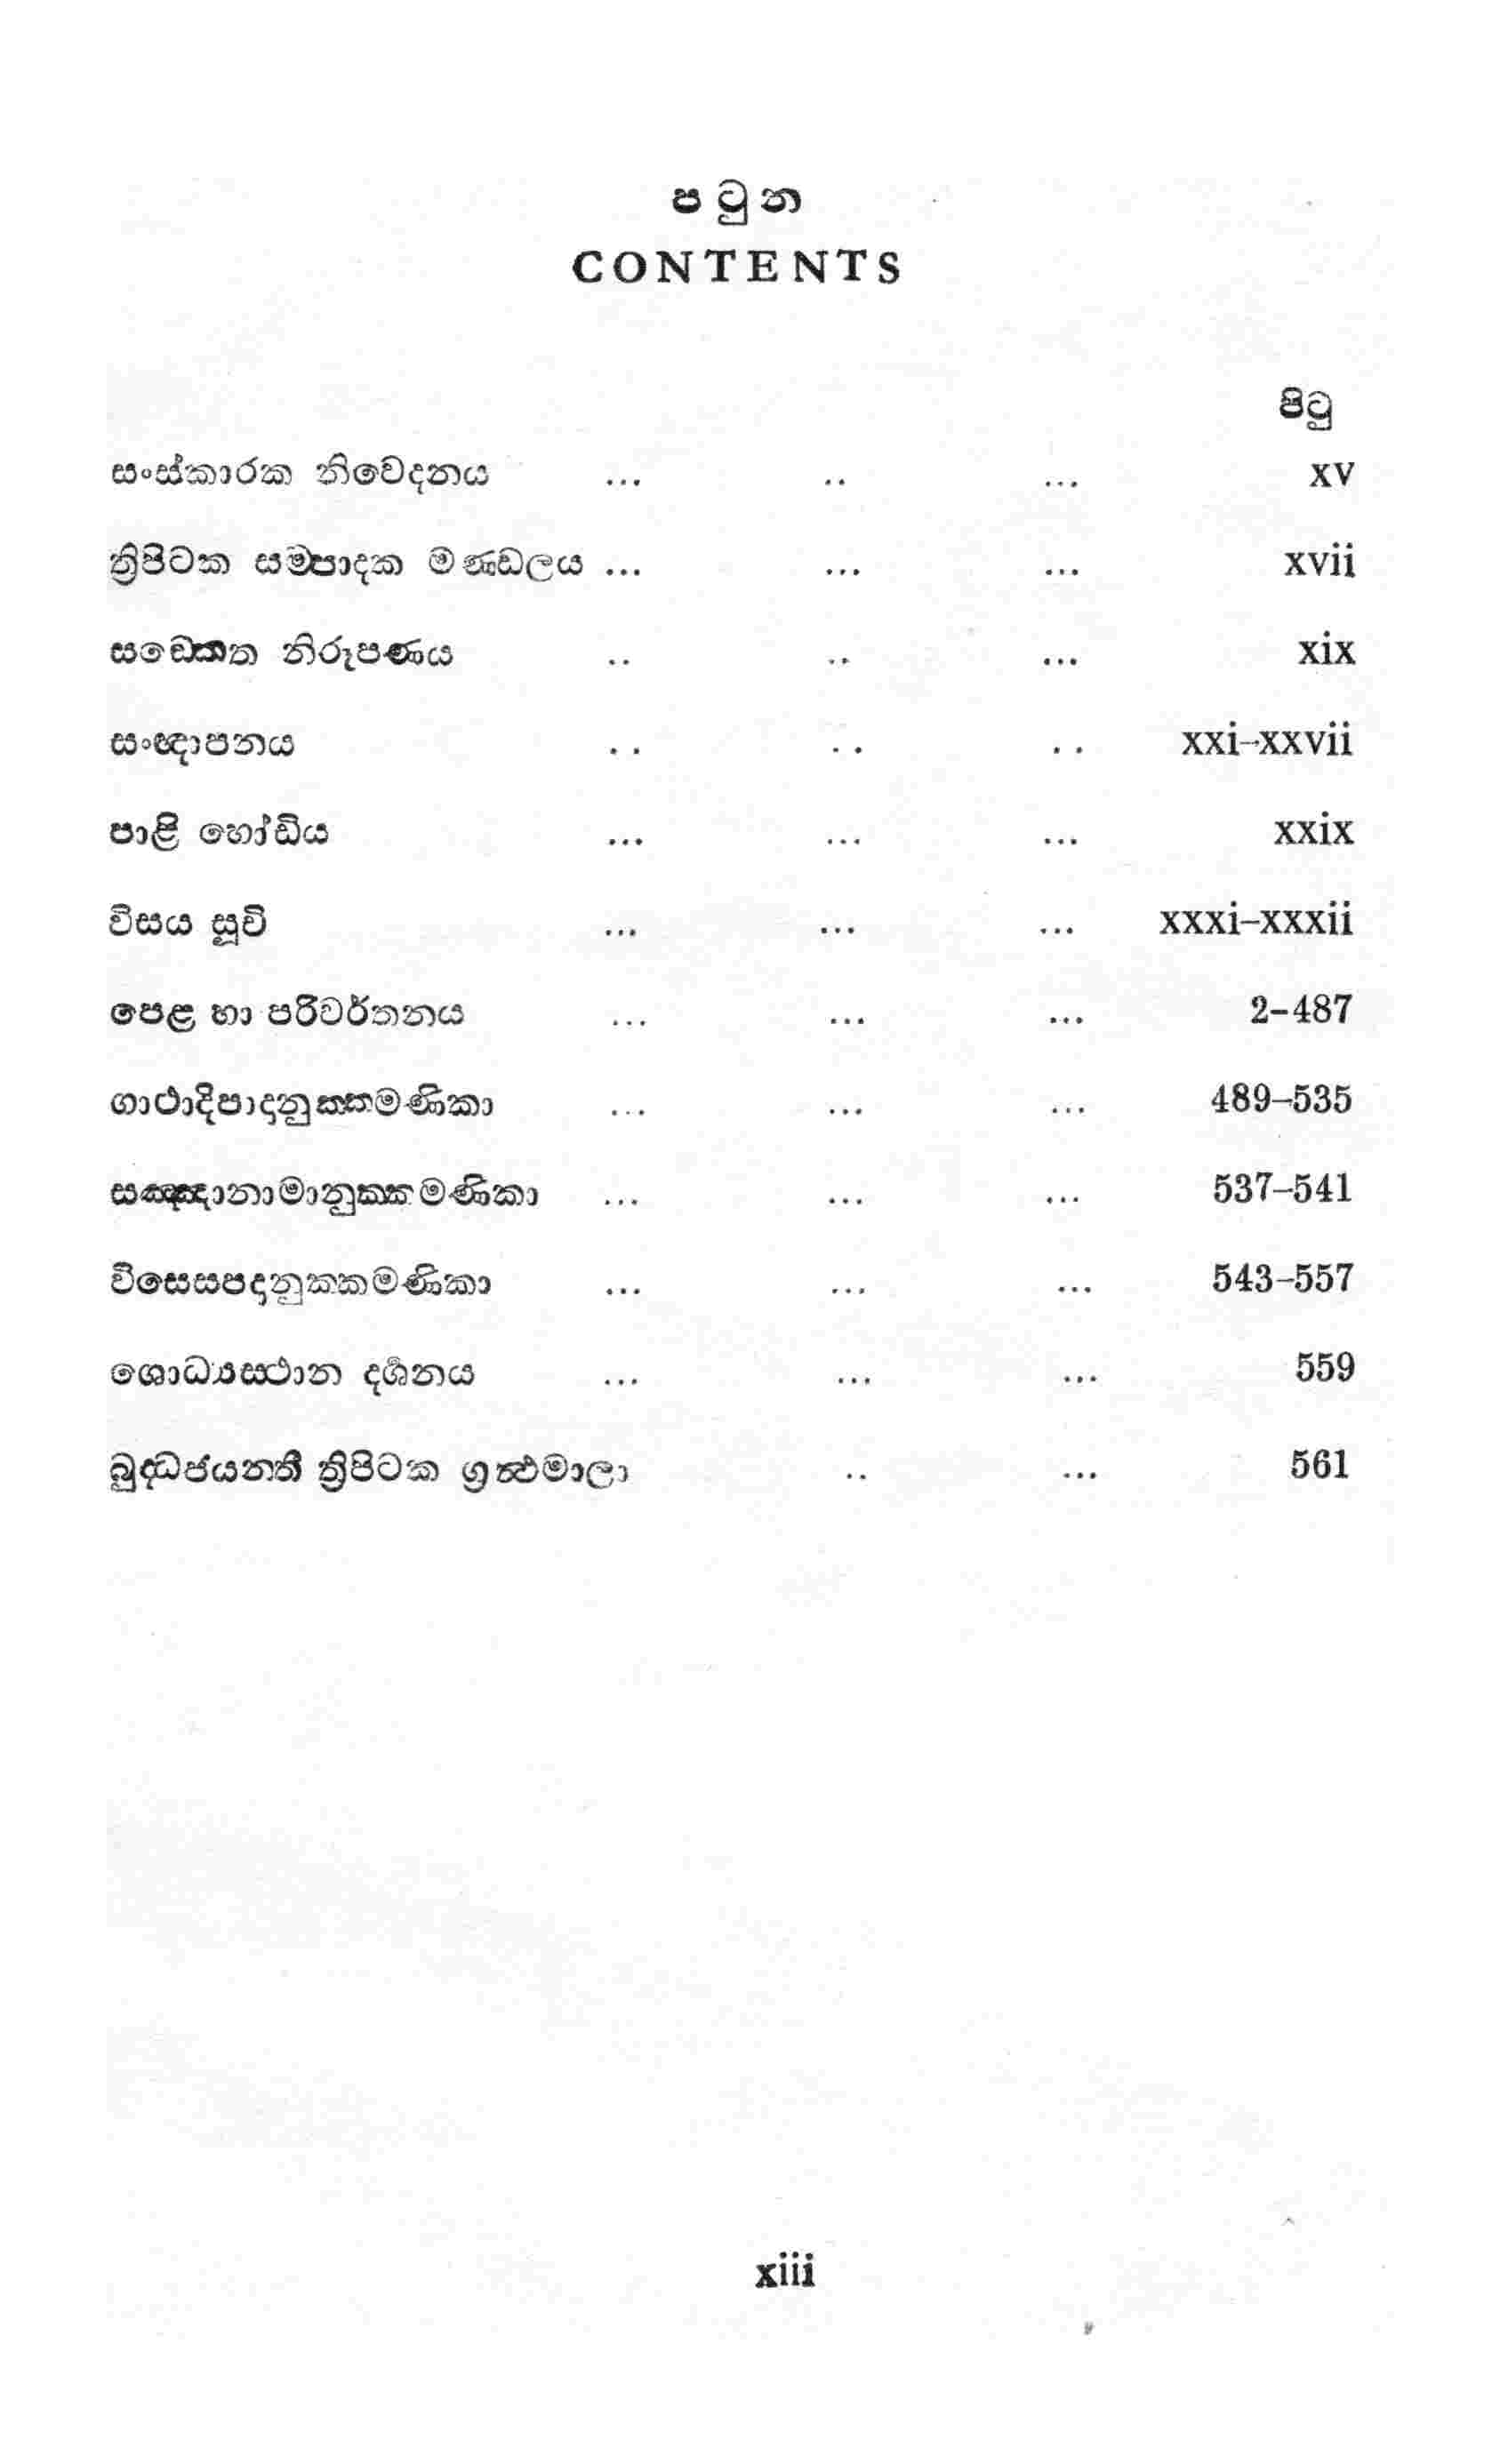 පටුන
CONTENTS
පිටු
සංස්කාරක නිවේදනය ... .. ... xv
ත්‍රිපිටක සම්පාදක මණ්ඩලය ... ... ... xvii
සඞ්කෙත නිරූපණය .. .. ... xix
සංඥාපනය .. .. .. xxi–xxvii
පාළි හෝඩිය ... ... ... xxix
විසය සූචි ... ... ... xxxi–xxxii
පෙළ හා පරිවර්තනය ... ... ... 2–487
ගාථාදිපාදානුක්කමණිකා ... ... ... 489–535
සඤ්ඤානාමානුක්කමණිකා ... ... ... 537–541
විසෙසපදානුක්කමණිකා ... ... ... 543–557
ශොධ්‍යස්ථාන දර්‍ශනය ... ... ... 559
බුද්ධජයන්ති ත්‍රිපිටක ග්‍රන්ථමාලා .. ... 561
xiii